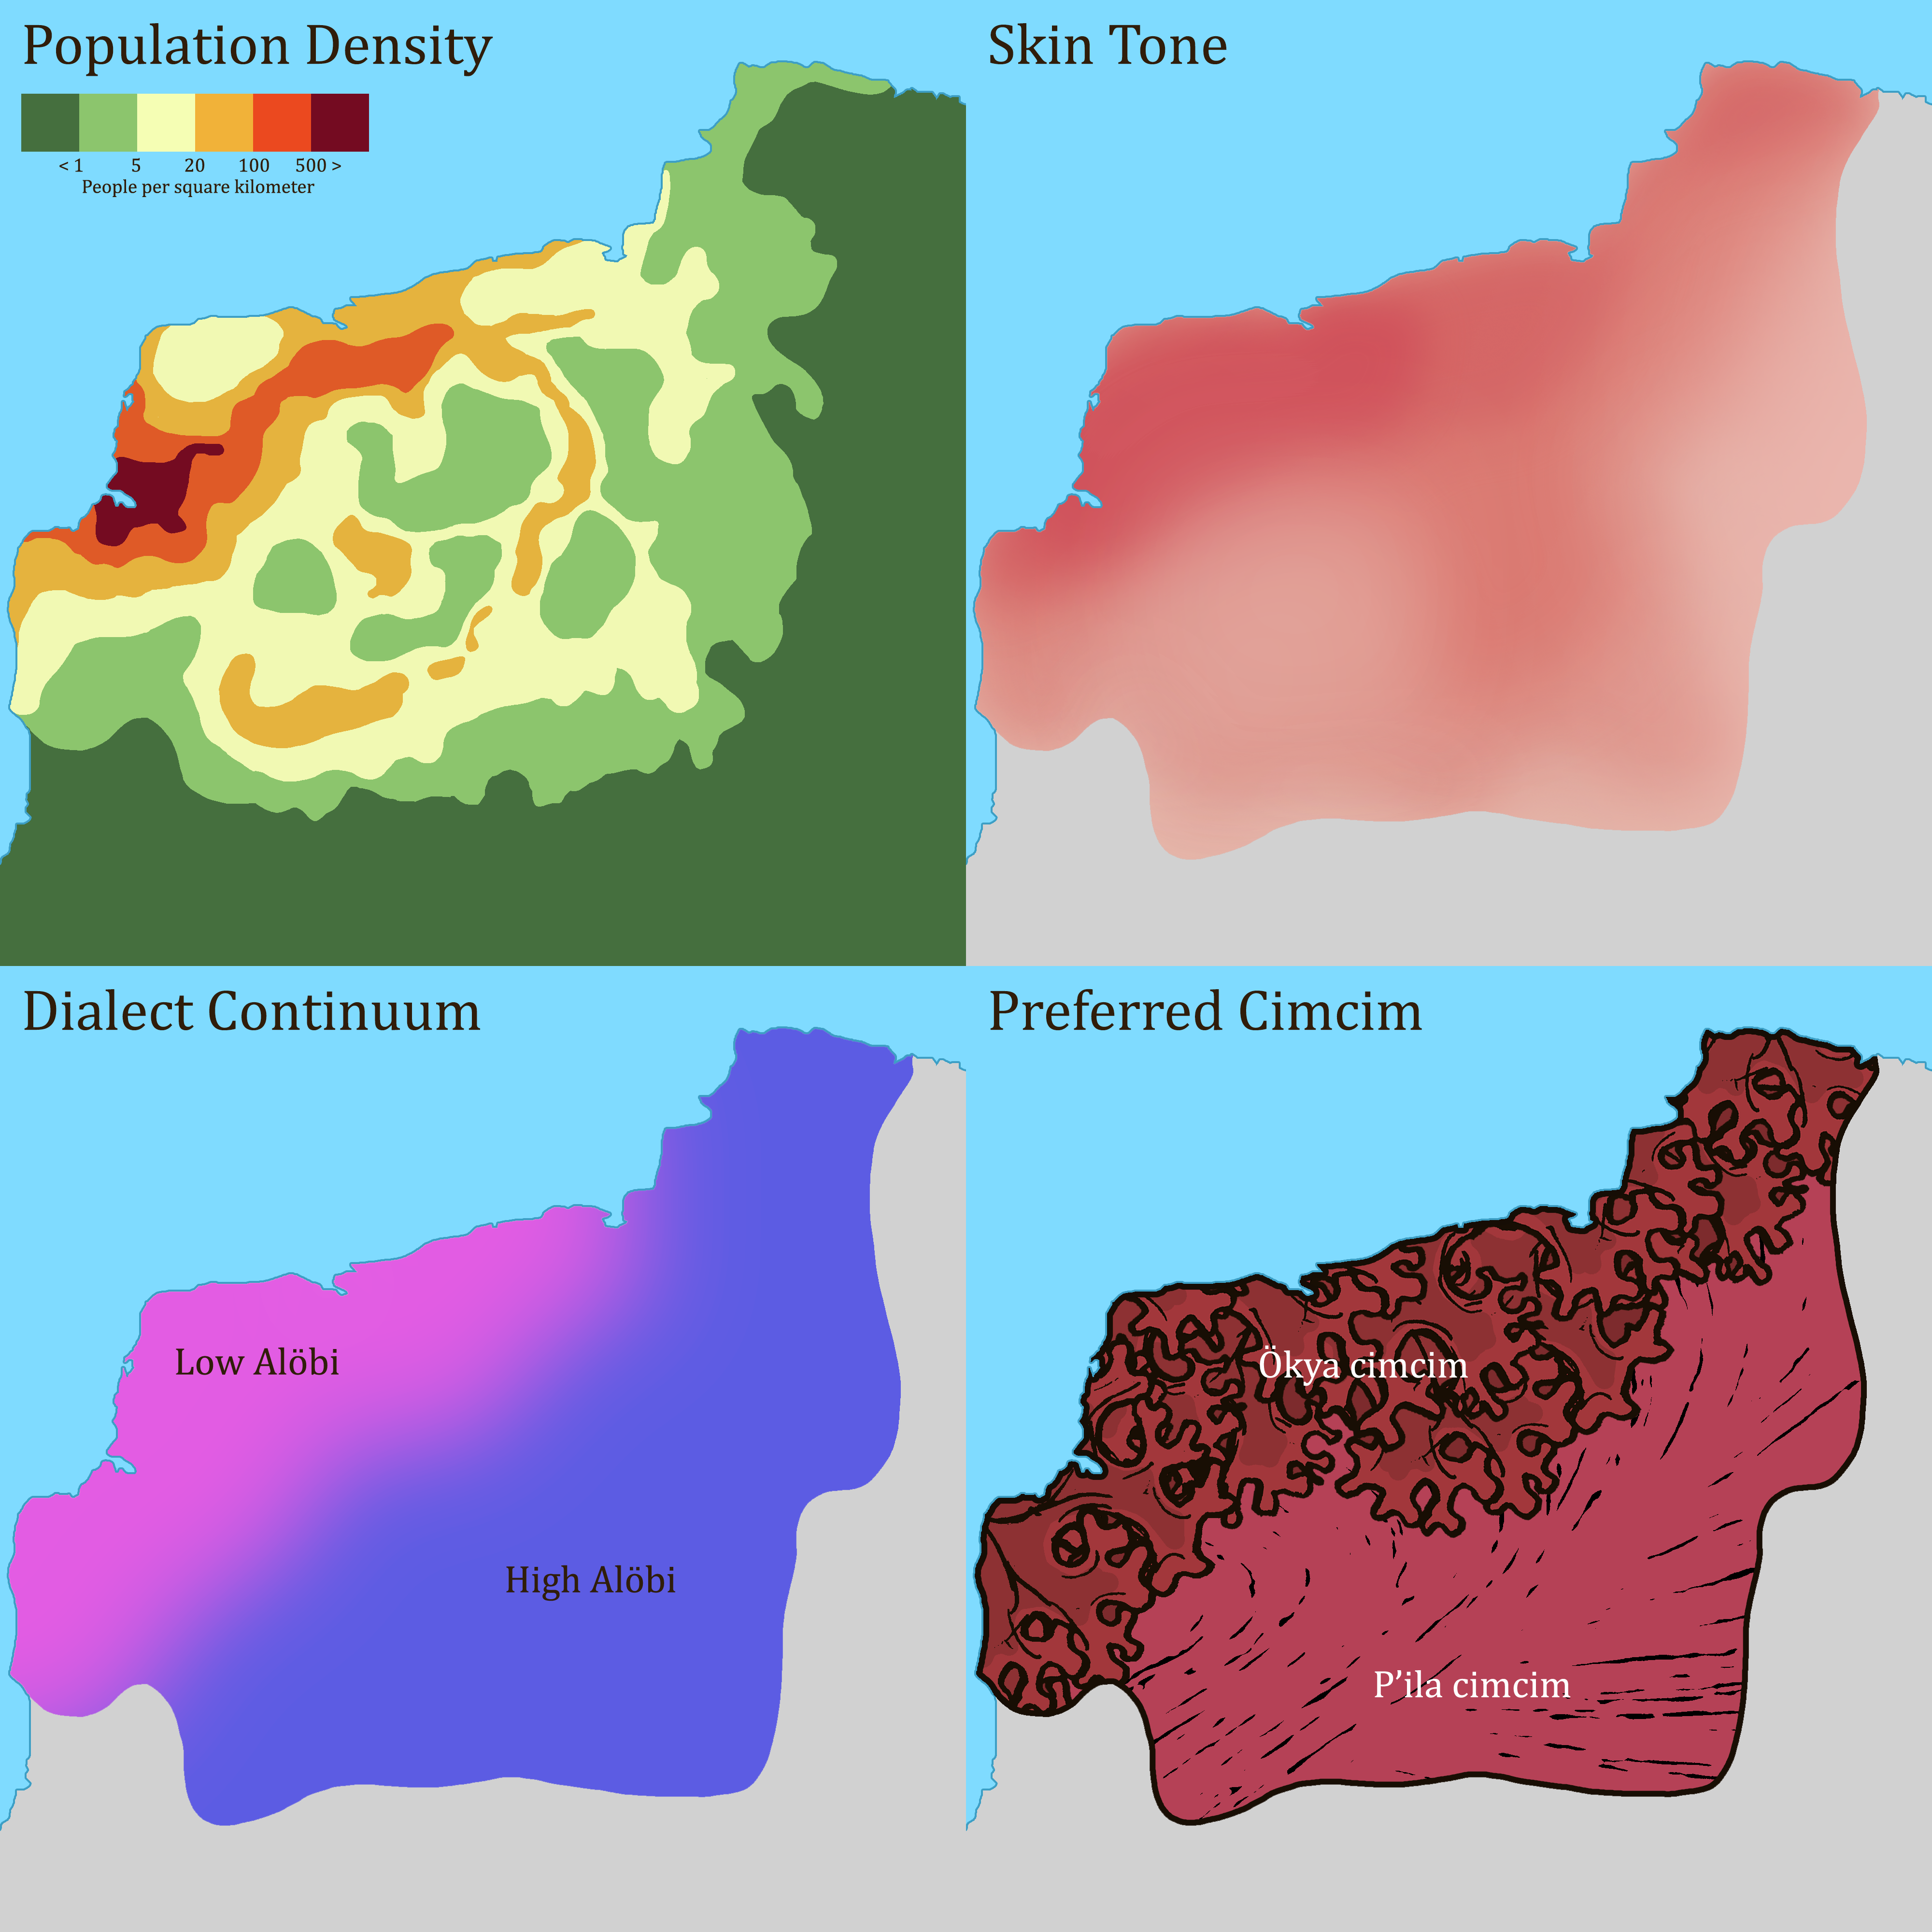 Population Density
< 1 5 20 100 500 >
People per square kilometer
Skin Tone
Dialect Continuum
Low Alöbi
High Alöbi
Preferred Cimcim
Ökya cimcim
P’ila cimcim